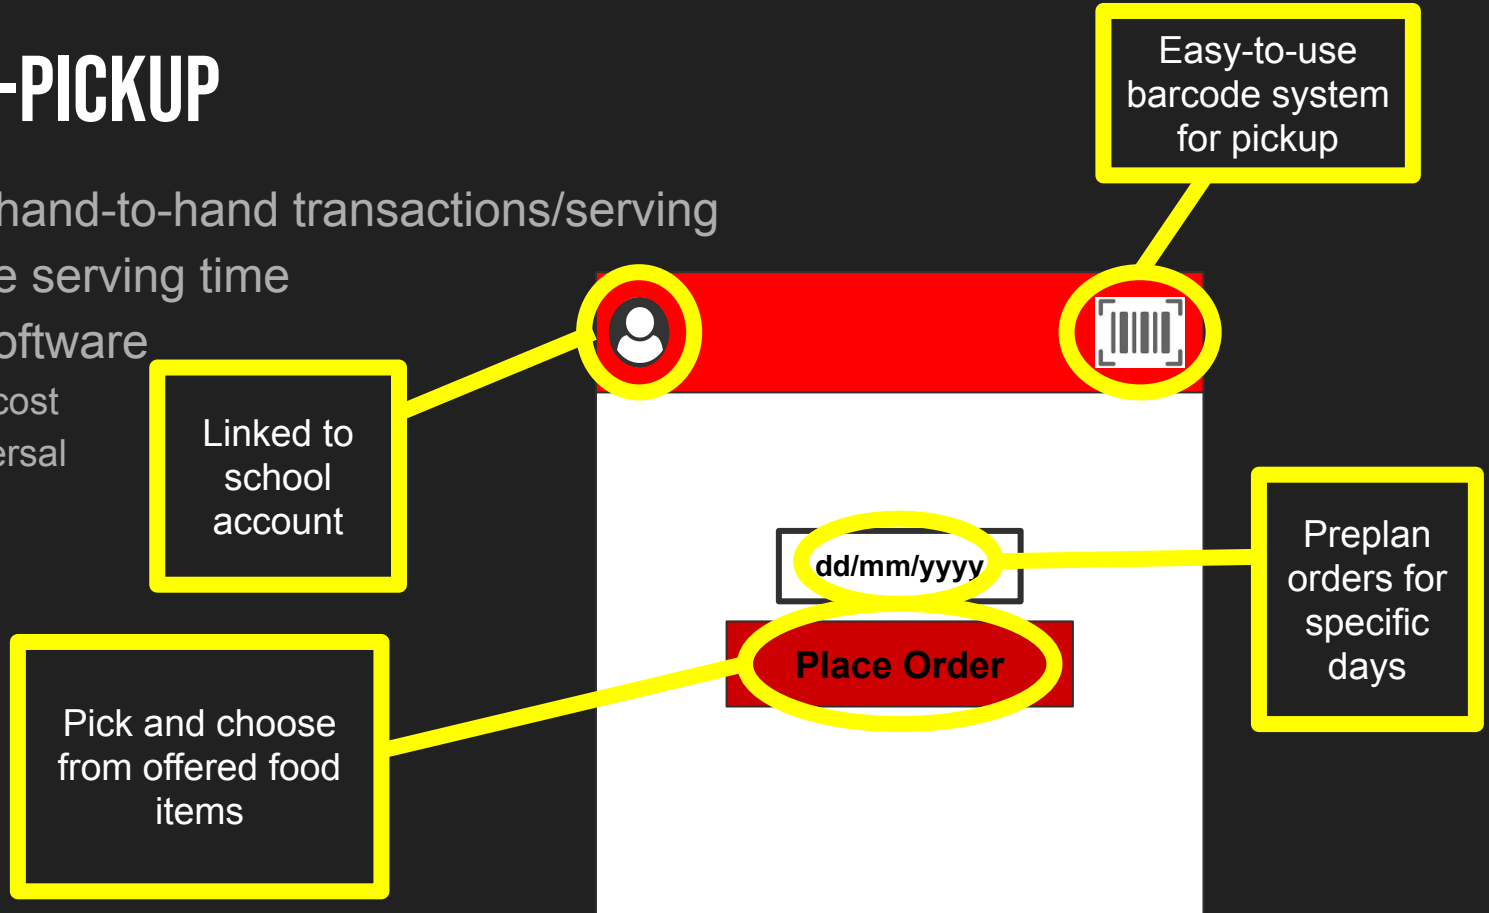 -PICKUP
hand-to-hand transactions/serving
e serving time
oftware
cost
ersal
Easy-to-use
barcode system
for pickup
Linked to
school
account
dd/mm/yyyy
Place Order
Preplan
orders for
specific
days
Pick and choose
from offered food
items